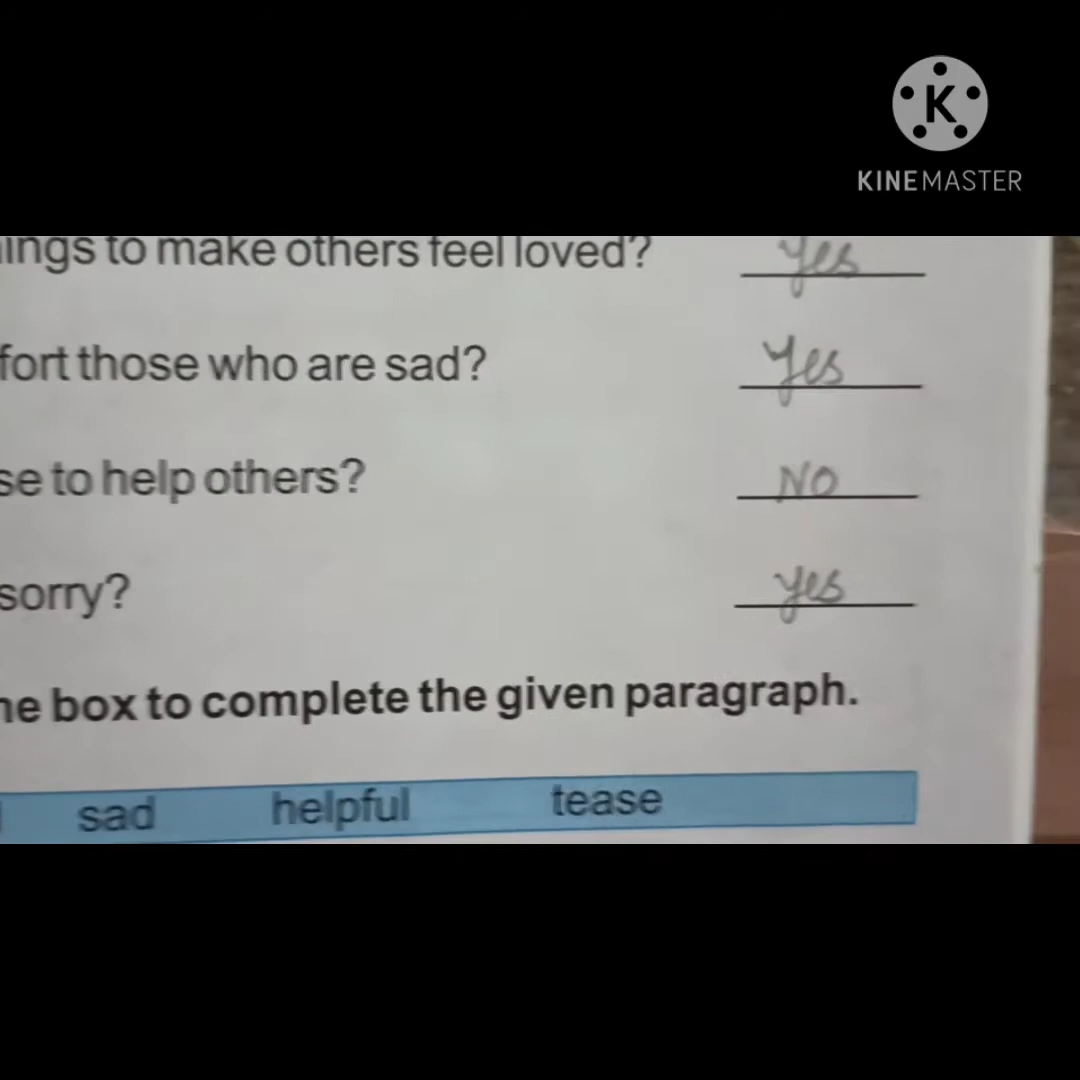 K
KINEMASTER
ings to make others feel loved? yes
fort those who are sad? Yes
se to help others? NO
sorry? yes
he box to complete the given paragraph.
sad helpful tease